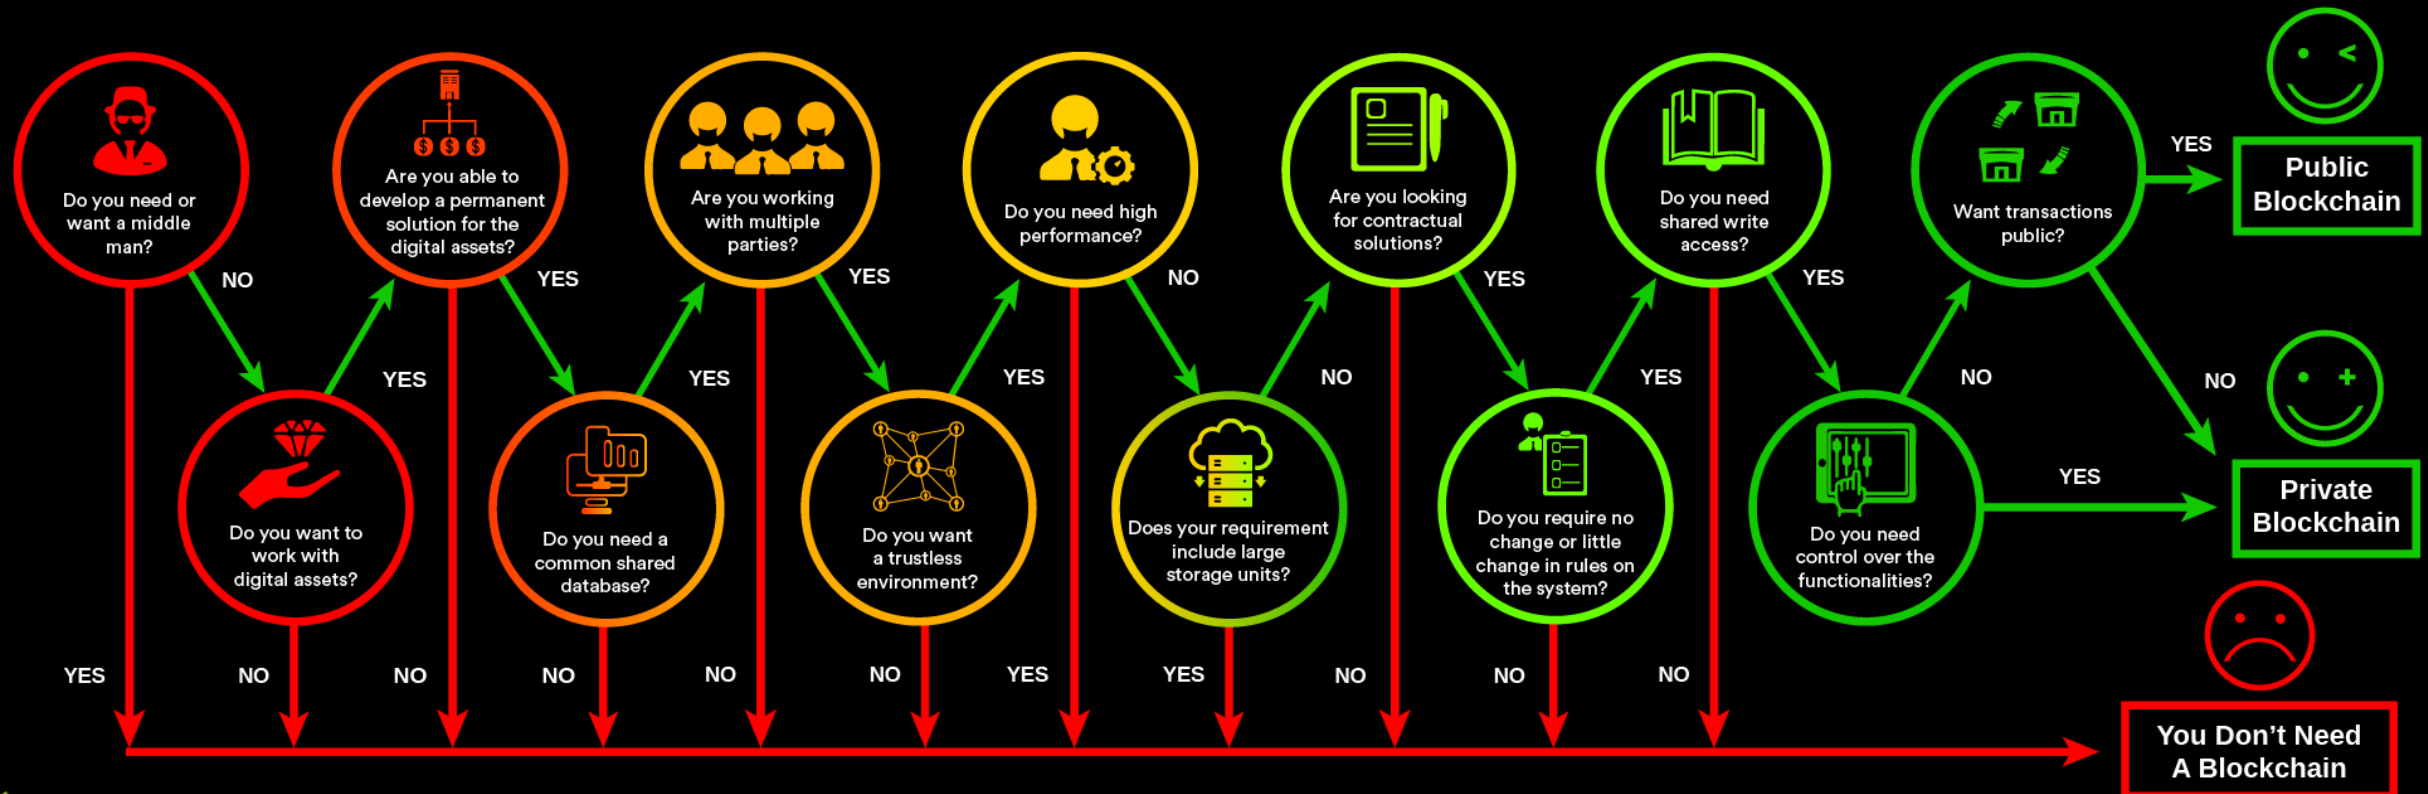 Do you need or
want a middle
man?
NO
YES
Do you want to
work with
digital assets?
YES
NO
Are you able to
develop a permanent
solution for the
digital assets?
YES
NO
Do you need a
common shared
database?
YES
NO
Are you working
with multiple
parties?
YES
NO
Do you want
a trustless
environment?
YES
NO
Do you need high
performance?
NO
YES
Does your requirement
include large
storage units?
NO
YES
Are you looking
for contractual
solutions?
YES
NO
Do you require no
change or little
change in rules on
the system?
YES
NO
Do you need
shared write
access?
YES
NO
Do you need
control over the
functionalities?
NO
YES
Want transactions
public?
YES
NO
Public
Blockchain
Private
Blockchain
You Don’t Need
A Blockchain